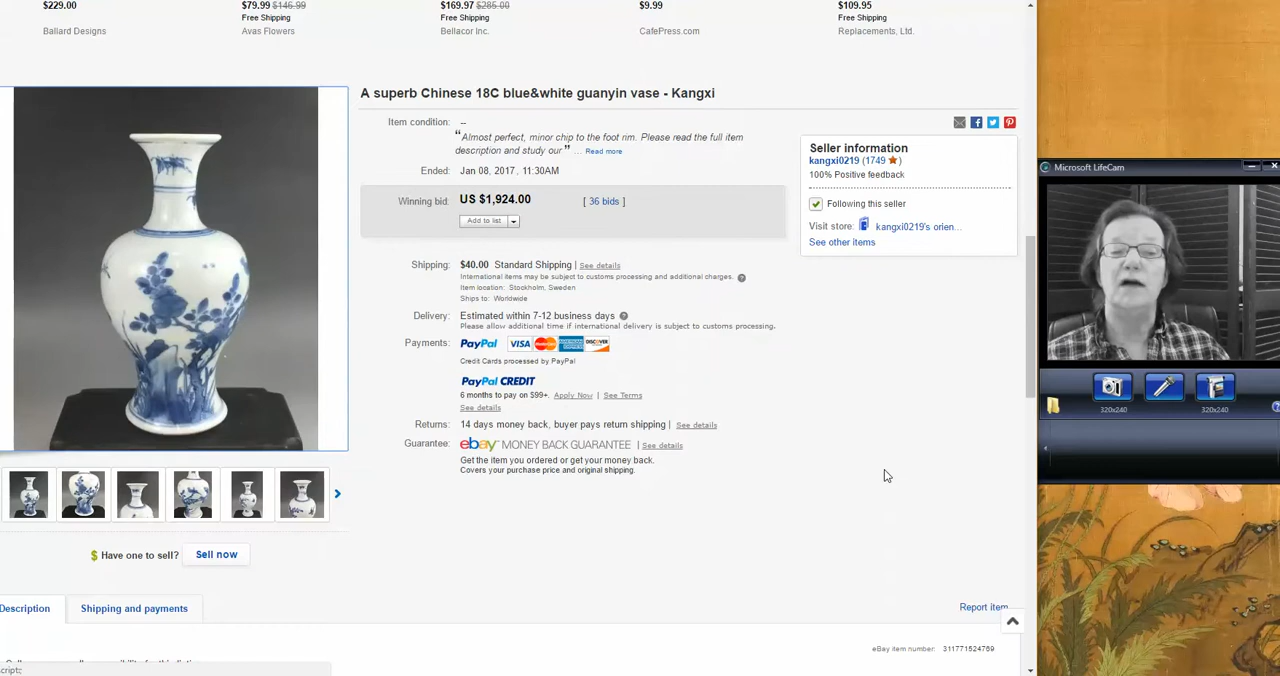 $229.00
$79.99 $146.99
$169.97 $285.00
$9.99
$109.95
Free Shipping
Free Shipping
Free Shipping
Ballard Designs
Avas Flowers
Bellacor Inc.
CafePress.com
Replacements, Ltd.
A superb Chinese 18C blue&white guanyin vase - Kangxi
Item condition: --
"Almost perfect, minor chip to the foot rim. Please read the full item
description and study our" ... Read more
Ended: Jan 08, 2017 , 11:30AM
Winning bid: US $1,924.00 [ 36 bids ]
Add to list
Shipping: $40.00 Standard Shipping | See details
International items may be subject to customs processing and additional charges.
Item location: Stockholm, Sweden
Ships to: Worldwide
Delivery: Estimated within 7-12 business days
Please allow additional time if international delivery is subject to customs processing.
Payments: PayPal VISA MasterCard AMERICAN EXPRESS DISCOVER
Credit Cards processed by PayPal
PayPal CREDIT
6 months to pay on $99+. Apply Now | See Terms
See details
Returns: 14 days money back, buyer pays return shipping | See details
Guarantee: ebay MONEY BACK GUARANTEE | See details
Get the item you ordered or get your money back.
Covers your purchase price and original shipping.
Seller information
kangxi0219 (1749 )
100% Positive feedback
Following this seller
Visit store: kangxi0219's orien...
See other items
Microsoft LifeCam
320x240
320x240
$ Have one to sell? Sell now
Description
Shipping and payments
Report item
eBay item number: 311771524769
script:;